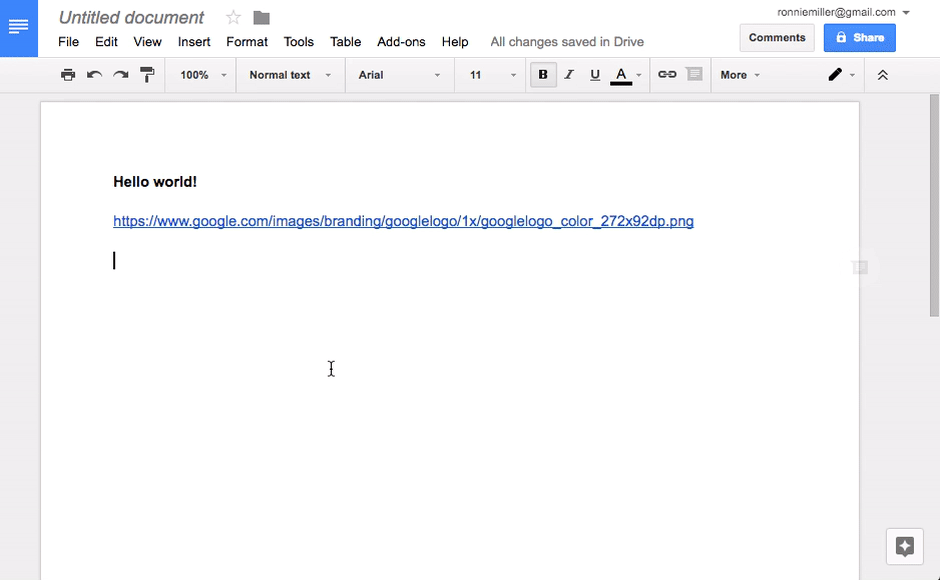 Untitled document
ronniemiller@gmail.com
File Edit View Insert Format Tools Table Add-ons Help All changes saved in Drive
Comments
Share
100% Normal text Arial 11 B I U A More
Hello world!
https://www.google.com/images/branding/googlelogo/1x/googlelogo_color_272x92dp.png